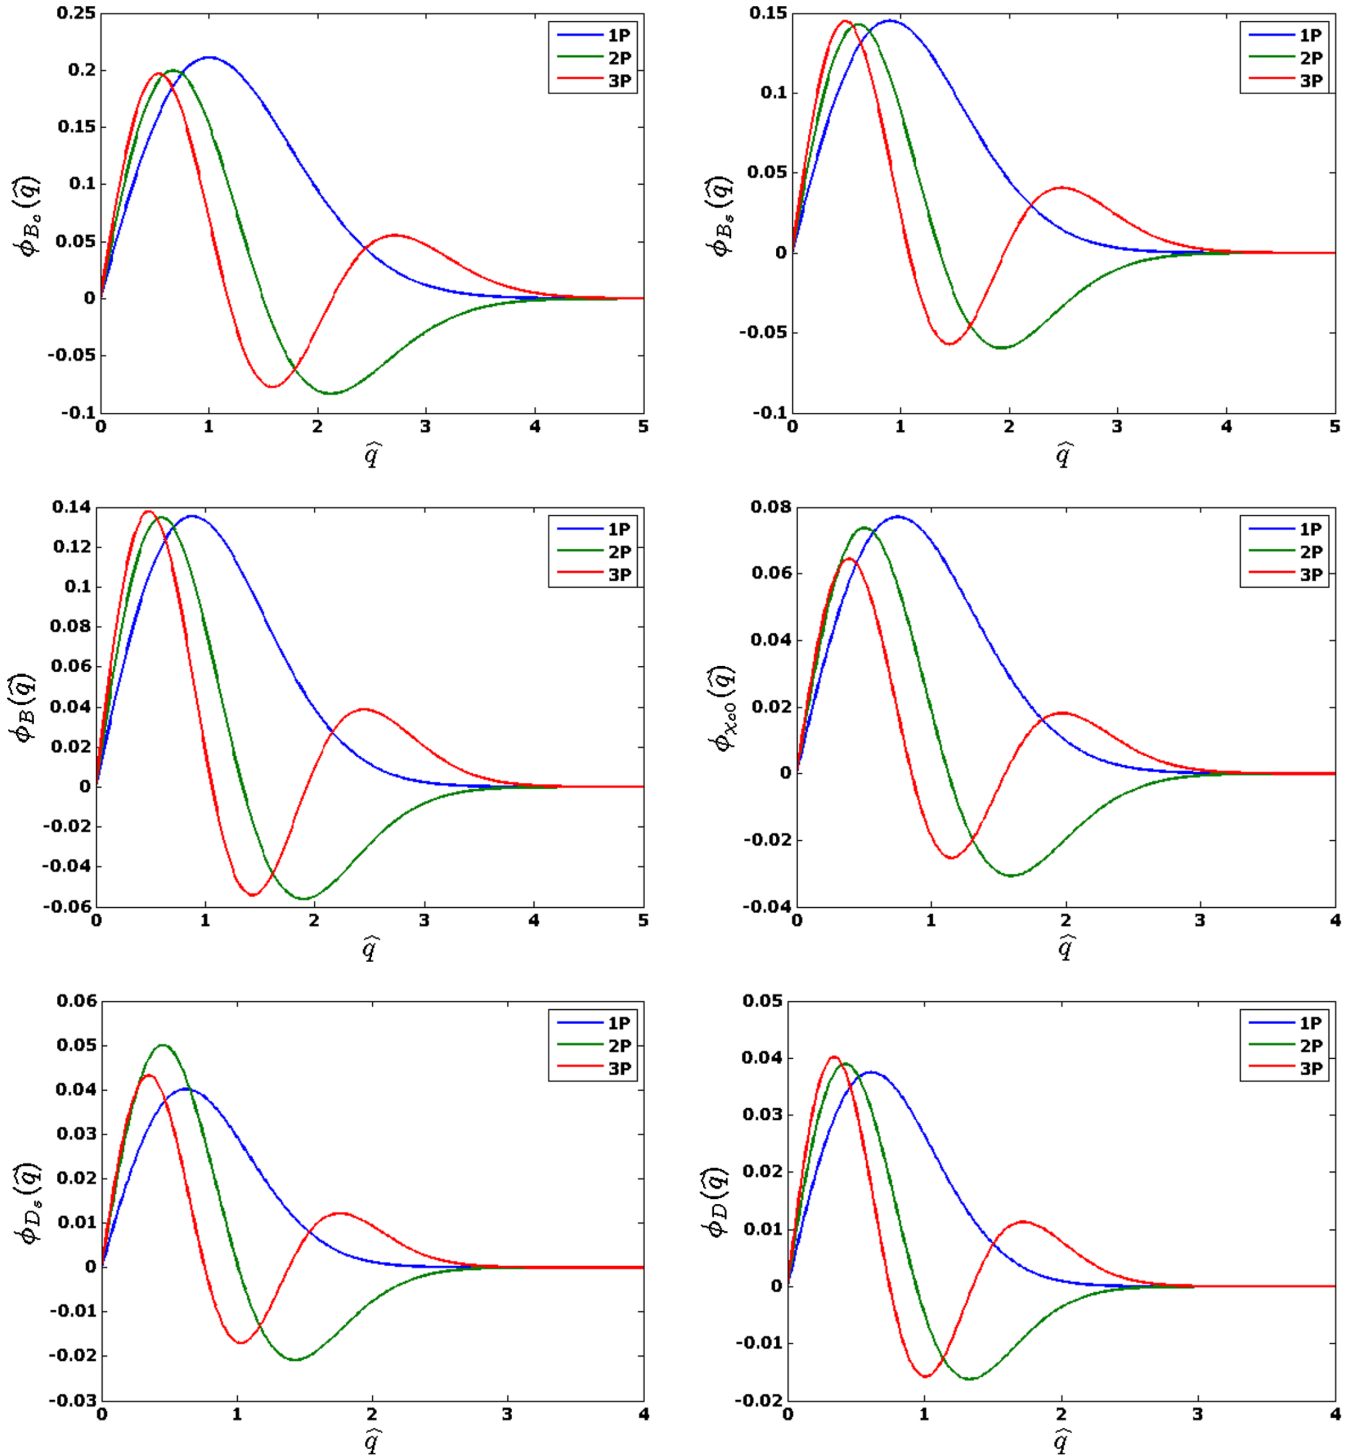 0.25
0.2
0.15
0.1
0.05
0
-0.05
-0.1
0 1 2 3 4 5
ϕ_{B_c}(q̂)
q̂
1P
2P
3P
0.15
0.1
0.05
0
-0.05
-0.1
0 1 2 3 4 5
ϕ_{B_s}(q̂)
q̂
1P
2P
3P
0.14
0.12
0.1
0.08
0.06
0.04
0.02
0
-0.02
-0.04
-0.06
0 1 2 3 4 5
ϕ_B(q̂)
q̂
1P
2P
3P
0.08
0.06
0.04
0.02
0
-0.02
-0.04
0 1 2 3 4
ϕ_{χ_{c0}}(q̂)
q̂
1P
2P
3P
0.06
0.05
0.04
0.03
0.02
0.01
0
-0.01
-0.02
-0.03
0 1 2 3 4
ϕ_{D_s}(q̂)
q̂
1P
2P
3P
0.05
0.04
0.03
0.02
0.01
0
-0.01
-0.02
0 1 2 3 4
ϕ_D(q̂)
q̂
1P
2P
3P